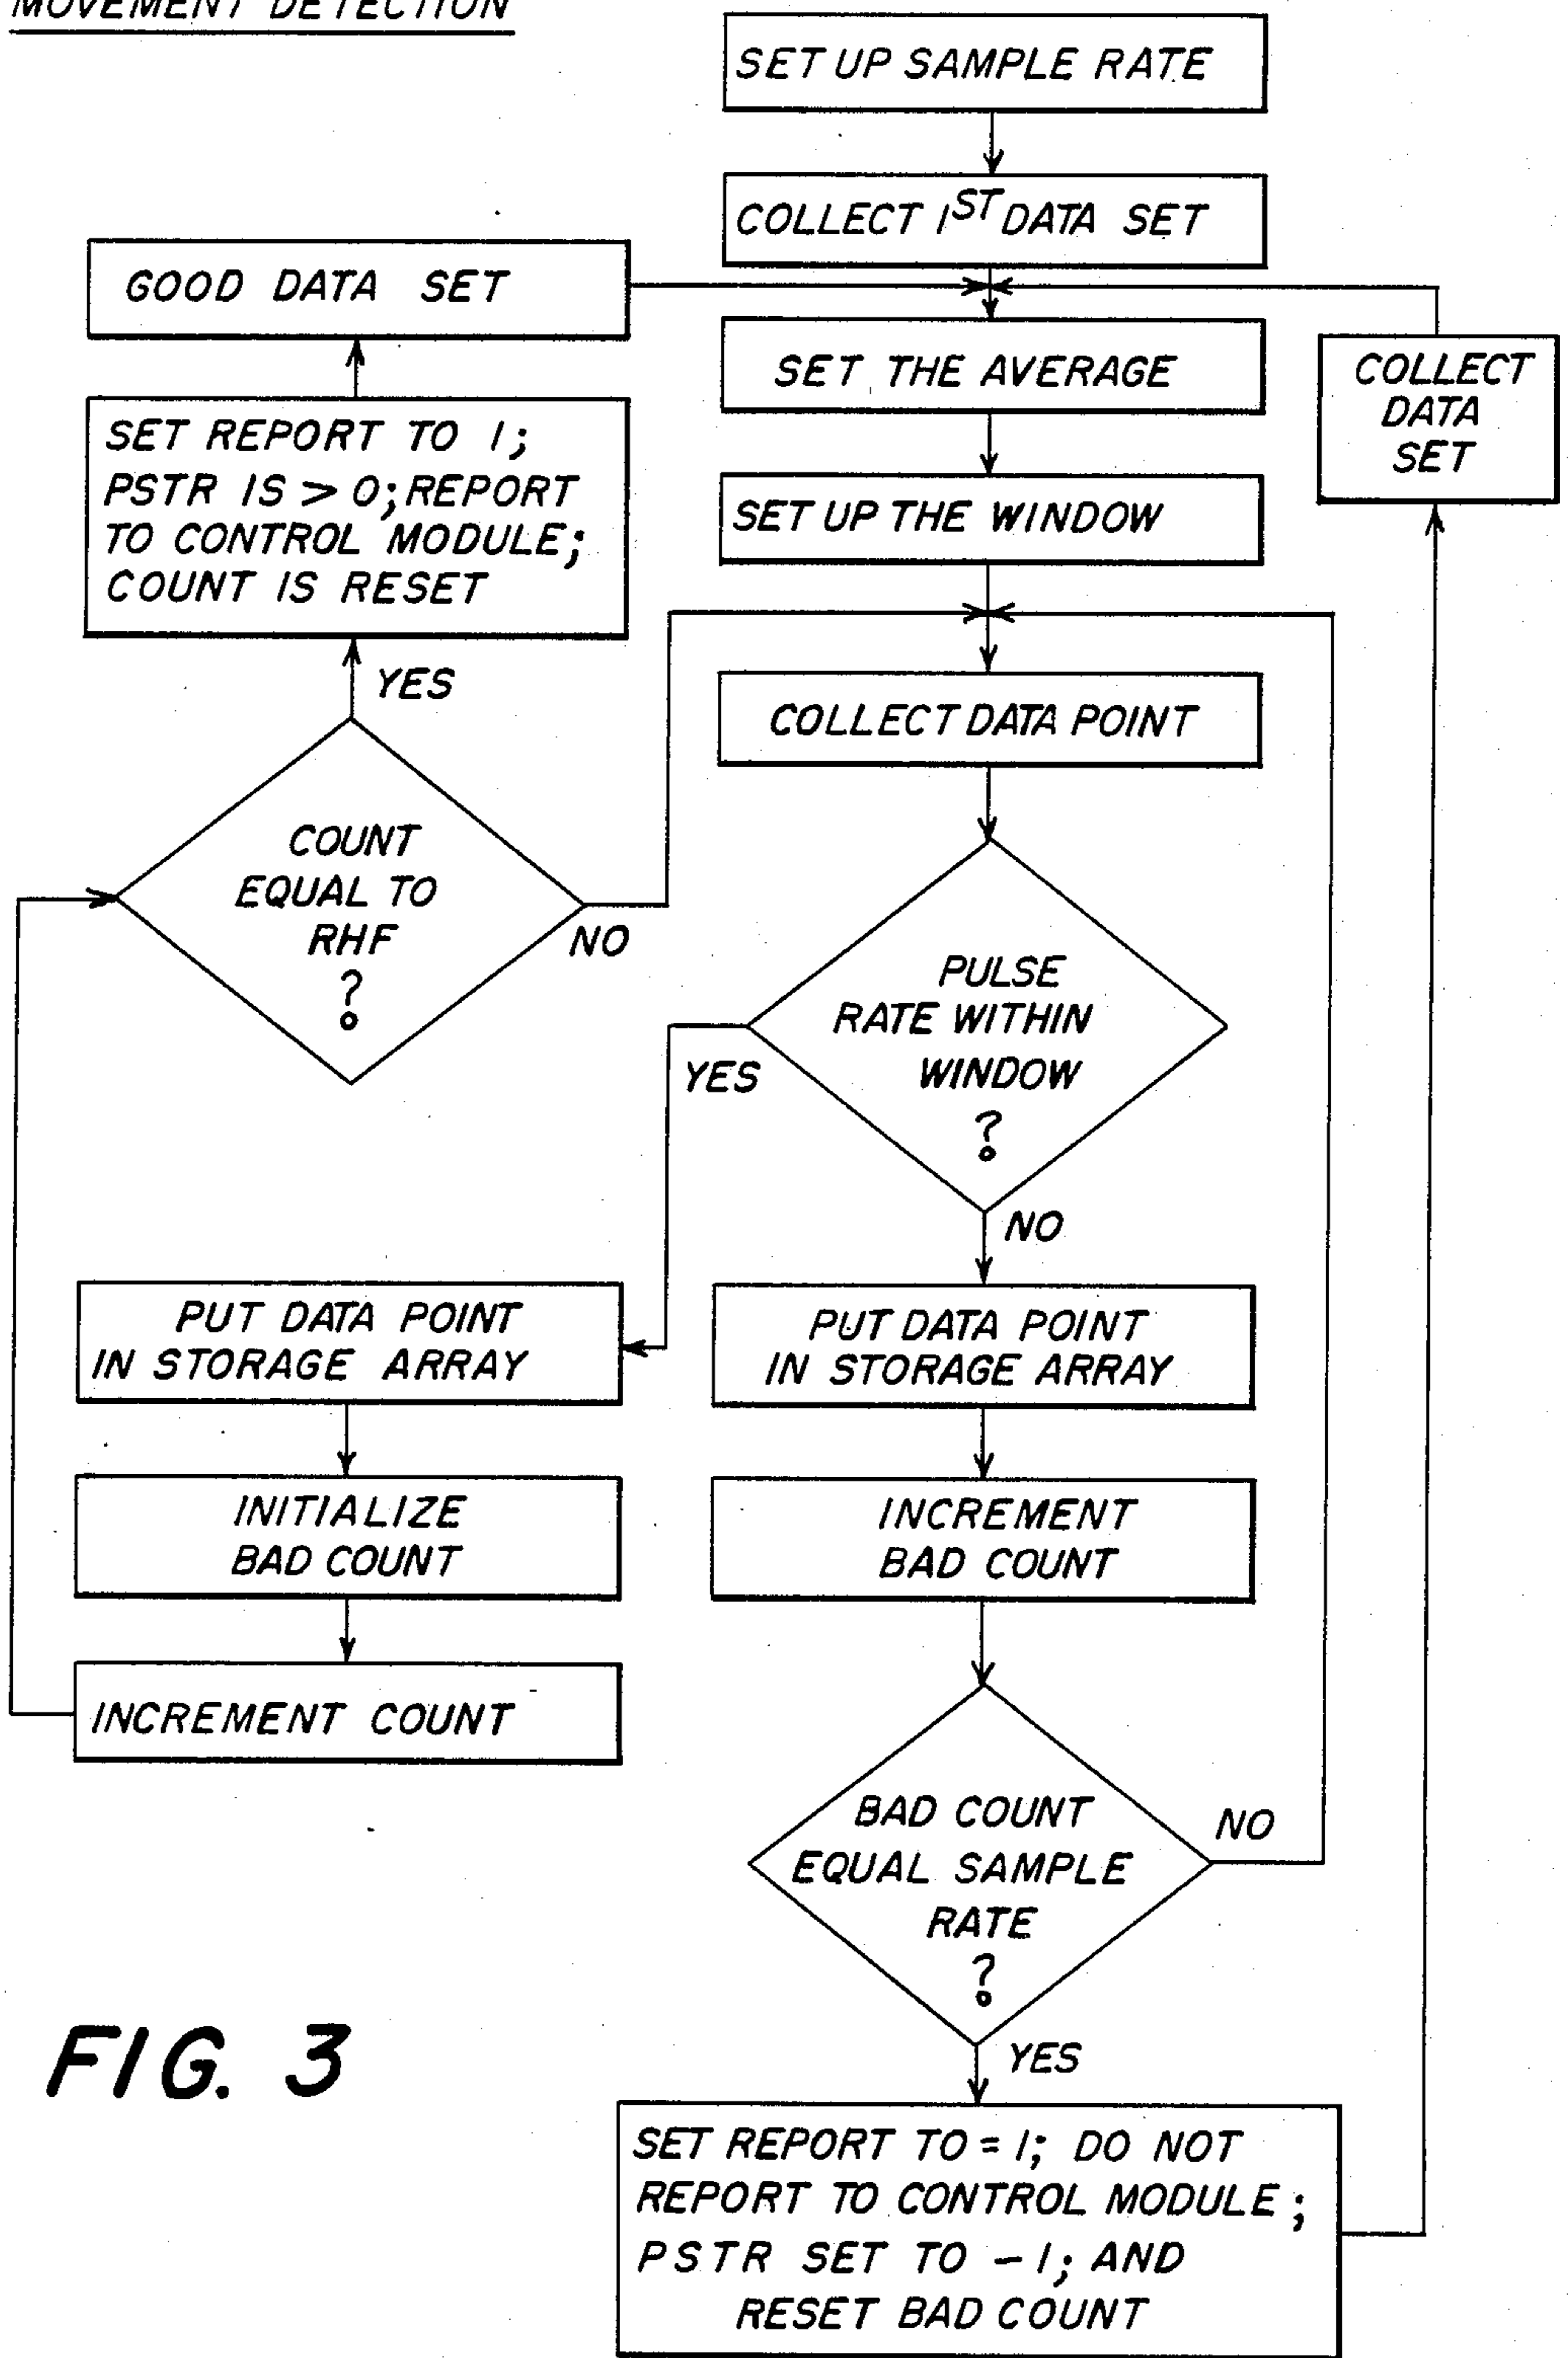 MOVEMENT DETECTION
SET UP SAMPLE RATE
COLLECT 1ST DATA SET
GOOD DATA SET
SET THE AVERAGE
COLLECT
DATA
SET
SET REPORT TO 1;
PSTR IS > 0; REPORT
TO CONTROL MODULE;
COUNT IS RESET
SET UP THE WINDOW
YES
COLLECT DATA POINT
COUNT
EQUAL TO
RHF
?
NO
PULSE
RATE WITHIN
WINDOW
?
YES
NO
PUT DATA POINT
IN STORAGE ARRAY
PUT DATA POINT
IN STORAGE ARRAY
INITIALIZE
BAD COUNT
INCREMENT
BAD COUNT
INCREMENT COUNT
BAD COUNT
EQUAL SAMPLE
RATE
?
NO
YES
FIG. 3
SET REPORT TO = 1; DO NOT
REPORT TO CONTROL MODULE;
PSTR SET TO - 1; AND
RESET BAD COUNT